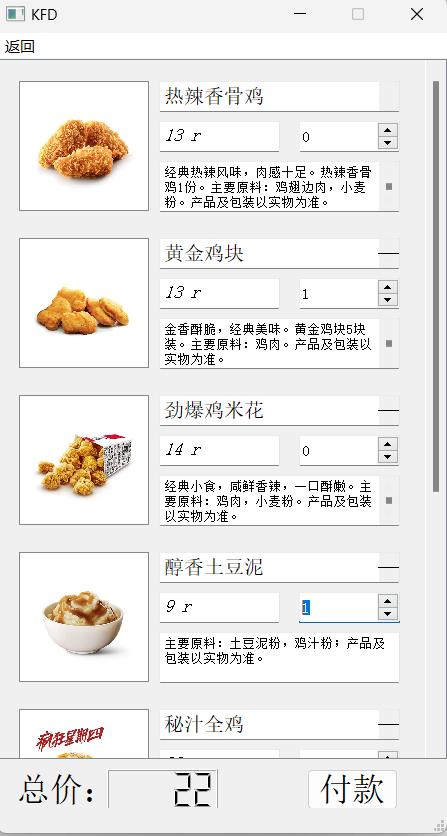 KFD
返回
热辣香骨鸡
13 r
0
经典热辣风味，肉感十足。热辣香骨
鸡1份。主要原料：鸡翅边肉，小麦
粉。产品及包装以实物为准。
黄金鸡块
13 r
1
金香酥脆，经典美味。黄金鸡块5块
装。主要原料：鸡肉。产品及包装以
实物为准。
劲爆鸡米花
14 r
0
经典小食，咸鲜香辣，一口酥嫩。主
要原料：鸡肉，小麦粉。产品及包装
以实物为准。
醇香土豆泥
9 r
1
主要原料：土豆泥粉，鸡汁粉；产品及
包装以实物为准。
疯狂星期四
秘汁全鸡
总价：
22
付款